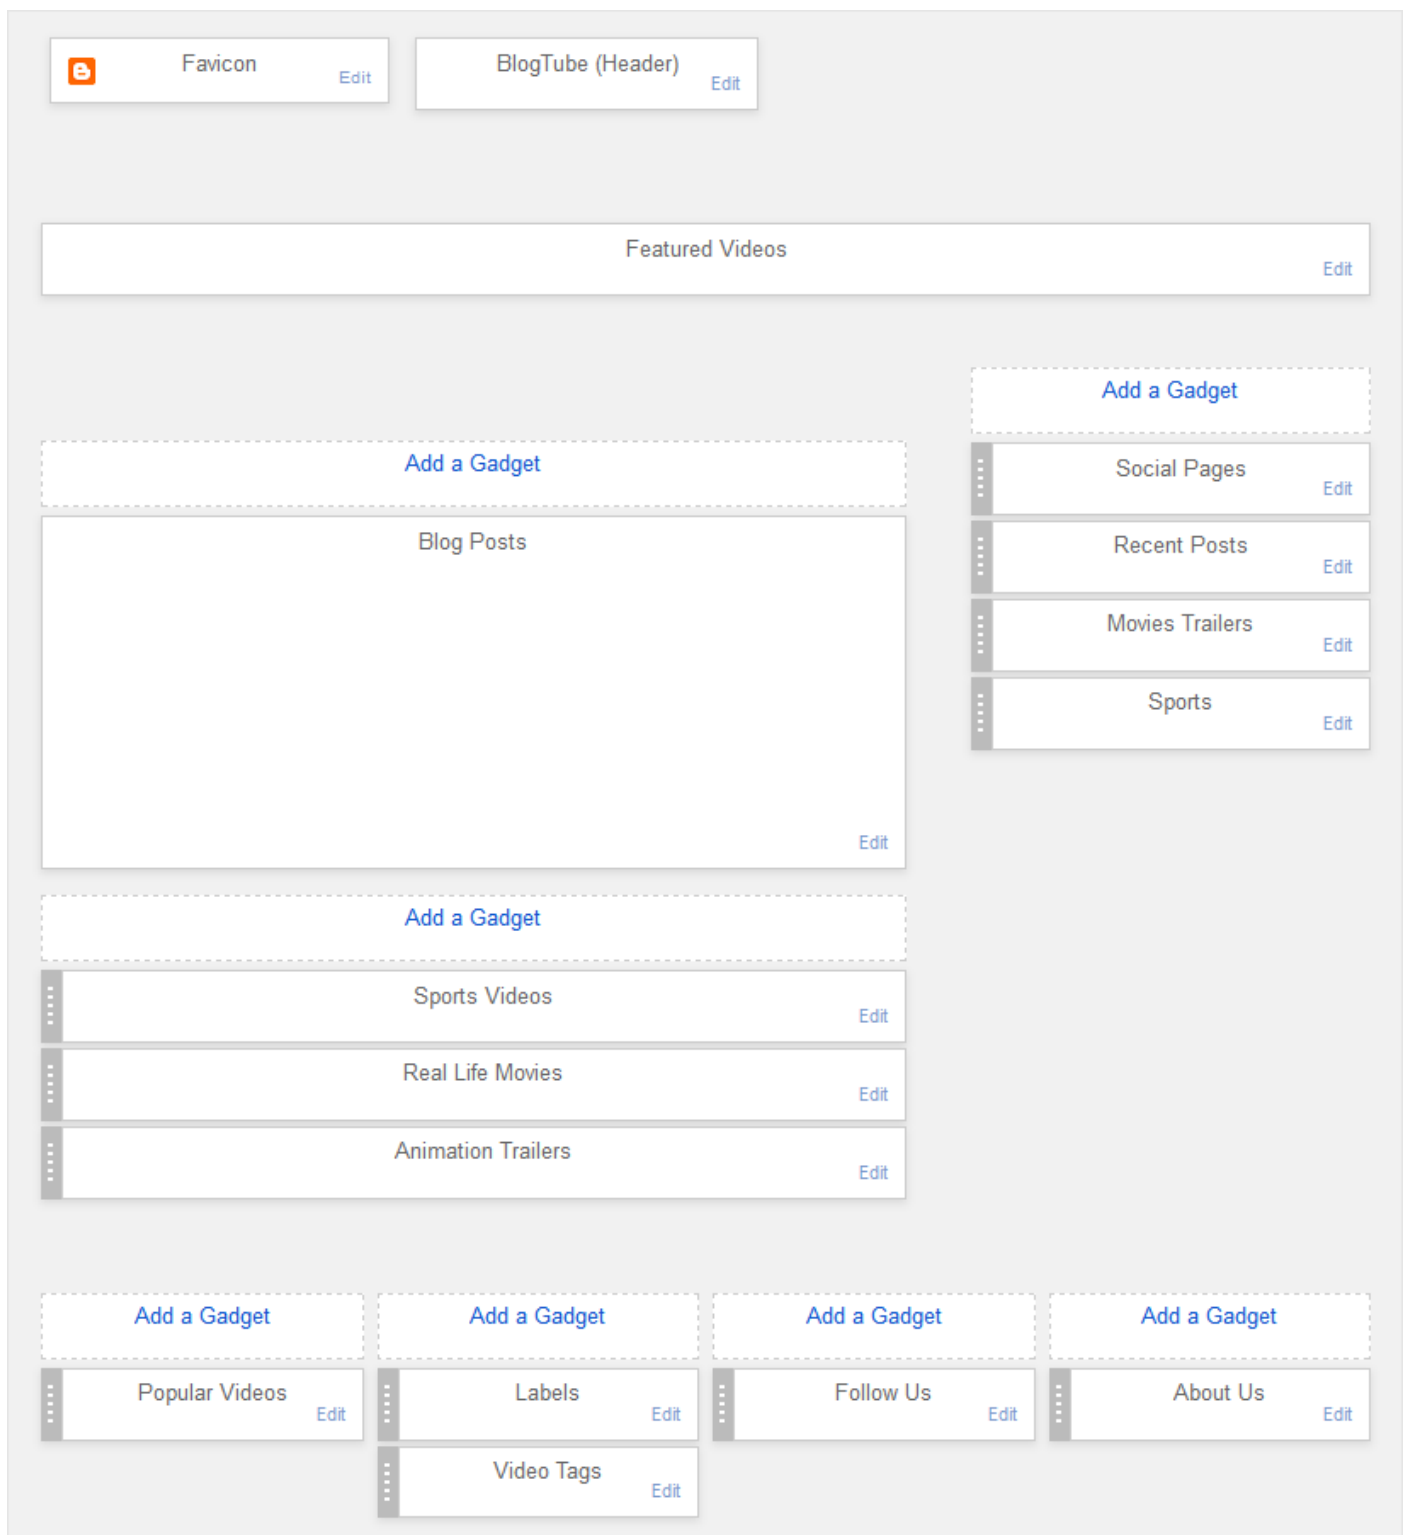 Favicon
Edit
BlogTube (Header)
Edit
Featured Videos
Edit
Add a Gadget
Blog Posts
Edit
Add a Gadget
Sports Videos
Edit
Real Life Movies
Edit
Animation Trailers
Edit
Add a Gadget
Social Pages
Edit
Recent Posts
Edit
Movies Trailers
Edit
Sports
Edit
Add a Gadget
Popular Videos
Edit
Add a Gadget
Labels
Edit
Video Tags
Edit
Add a Gadget
Follow Us
Edit
Add a Gadget
About Us
Edit